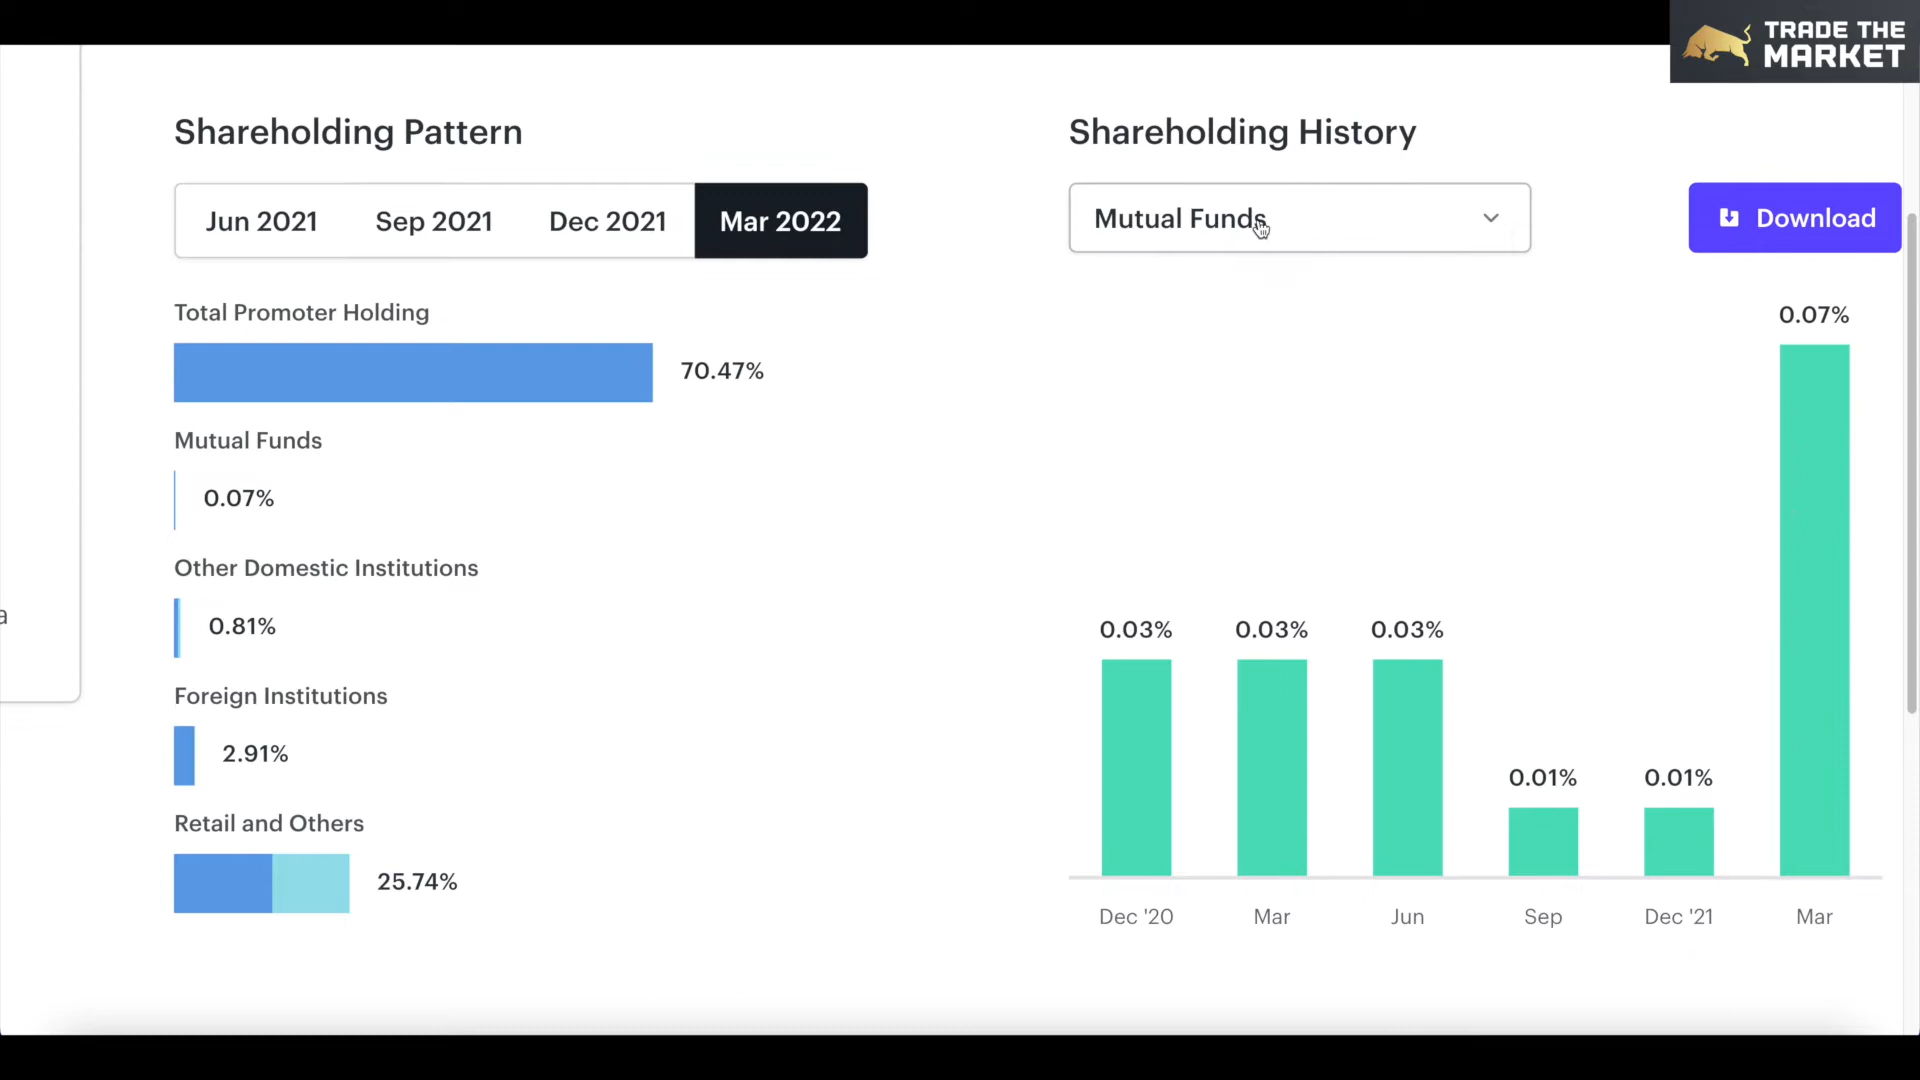 TRADE THE
MARKET
Shareholding Pattern
Jun 2021
Sep 2021
Dec 2021
Mar 2022
Total Promoter Holding
70.47%
Mutual Funds
0.07%
Other Domestic Institutions
0.81%
Foreign Institutions
2.91%
Retail and Others
25.74%
a
Shareholding History
Mutual Funds
Download
0.03%
0.03%
0.03%
0.01%
0.01%
0.07%
Dec '20
Mar
Jun
Sep
Dec '21
Mar